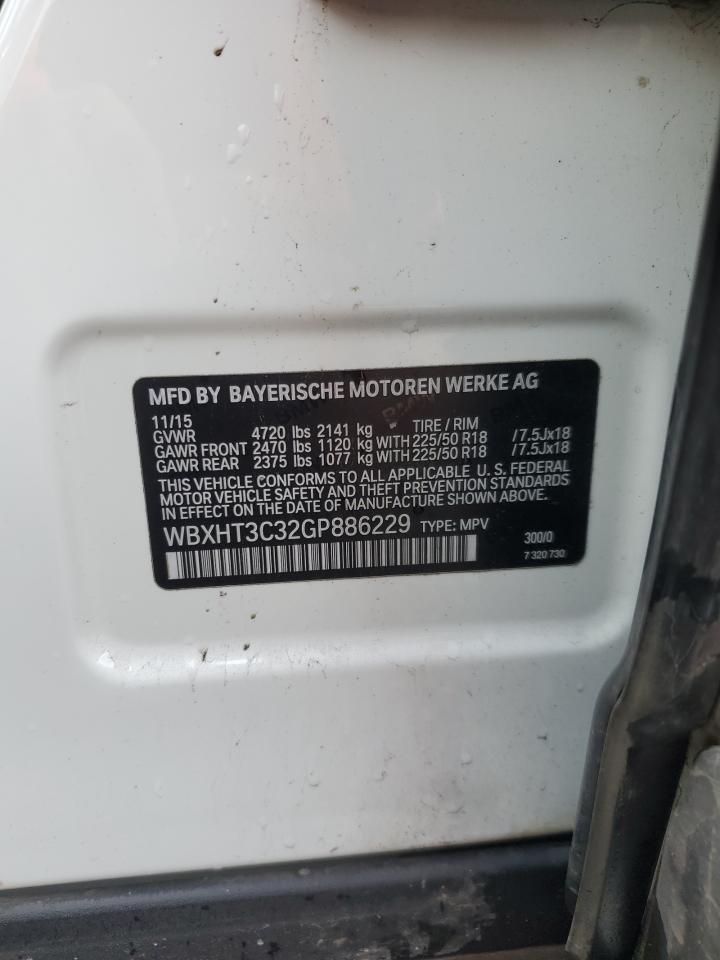 MFD BY BAYERISCHE MOTOREN WERKE AG
11/15
GVWR 4720 lbs 2141 kg TIRE / RIM
GAWR FRONT 2470 lbs 1120 kg WITH 225/50 R18 /7.5Jx18
GAWR REAR 2375 lbs 1077 kg WITH 225/50 R18 /7.5Jx18
THIS VEHICLE CONFORMS TO ALL APPLICABLE U. S. FEDERAL
MOTOR VEHICLE SAFETY AND THEFT PREVENTION STANDARDS
IN EFFECT ON THE DATE OF MANUFACTURE SHOWN ABOVE.
WBXHT3C32GP886229 TYPE: MPV 300/0
7 320 730